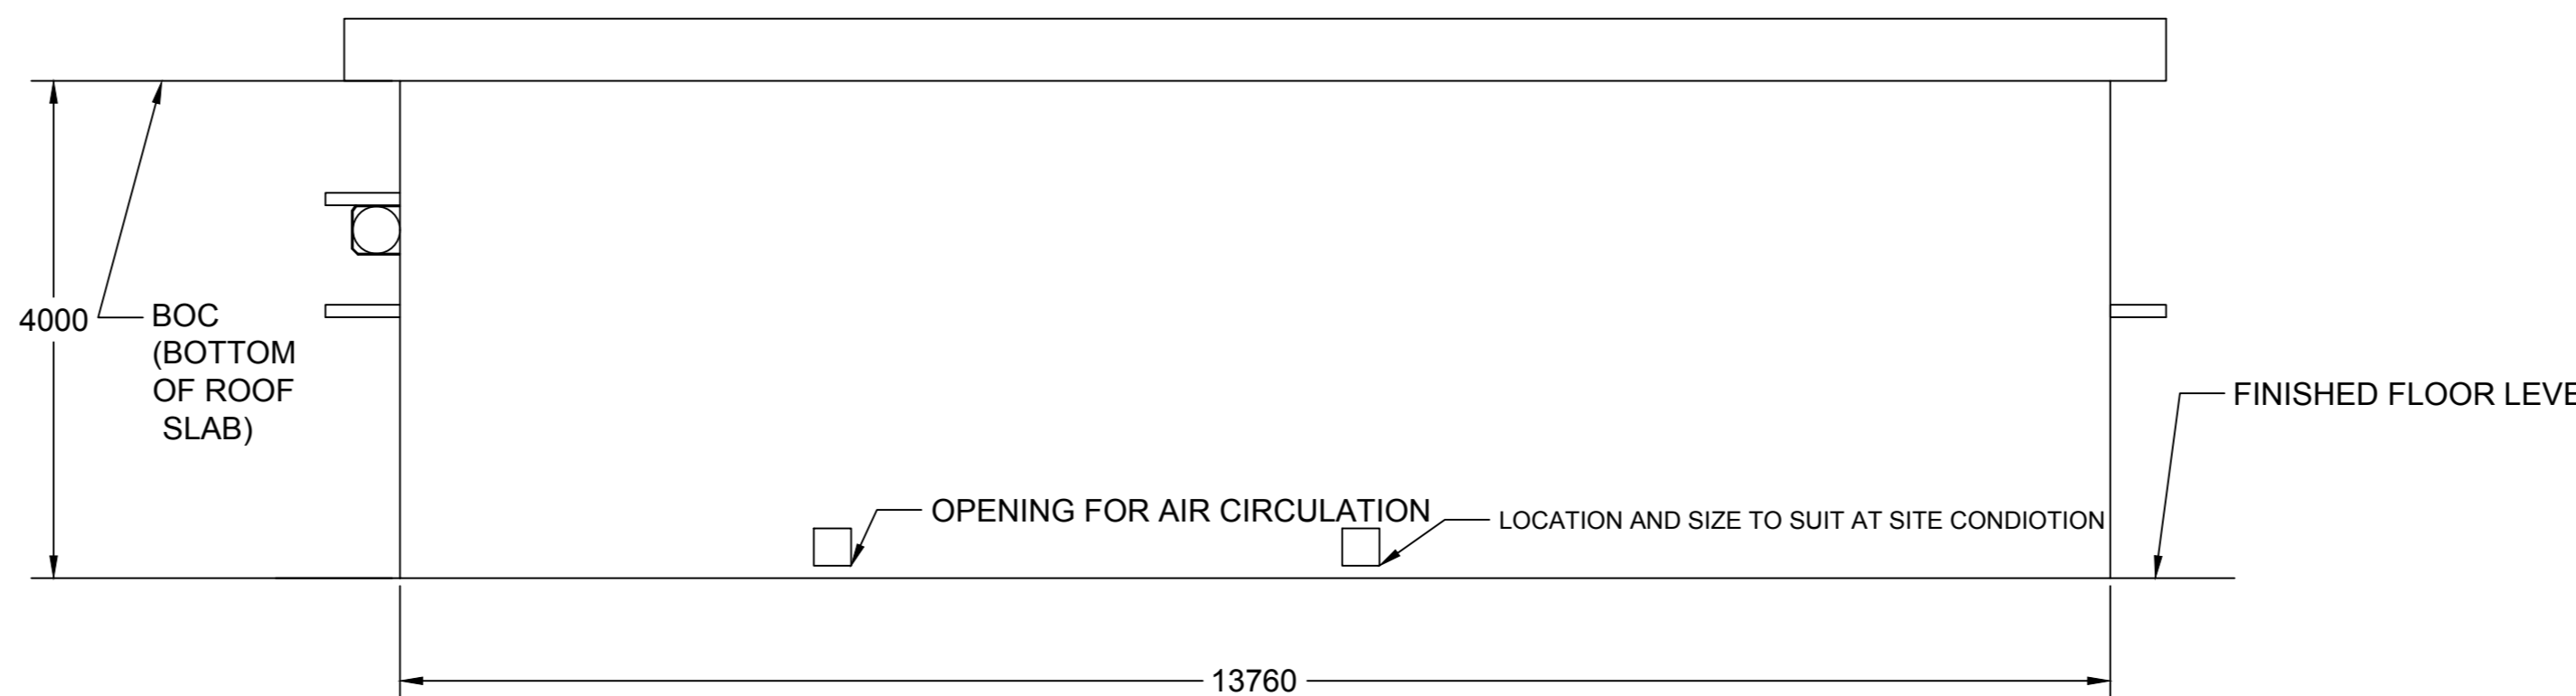 4000
BOC
(BOTTOM
OF ROOF
SLAB)
FINISHED FLOOR LEVE
OPENING FOR AIR CIRCULATION
LOCATION AND SIZE TO SUIT AT SITE CONDIOTION
13760